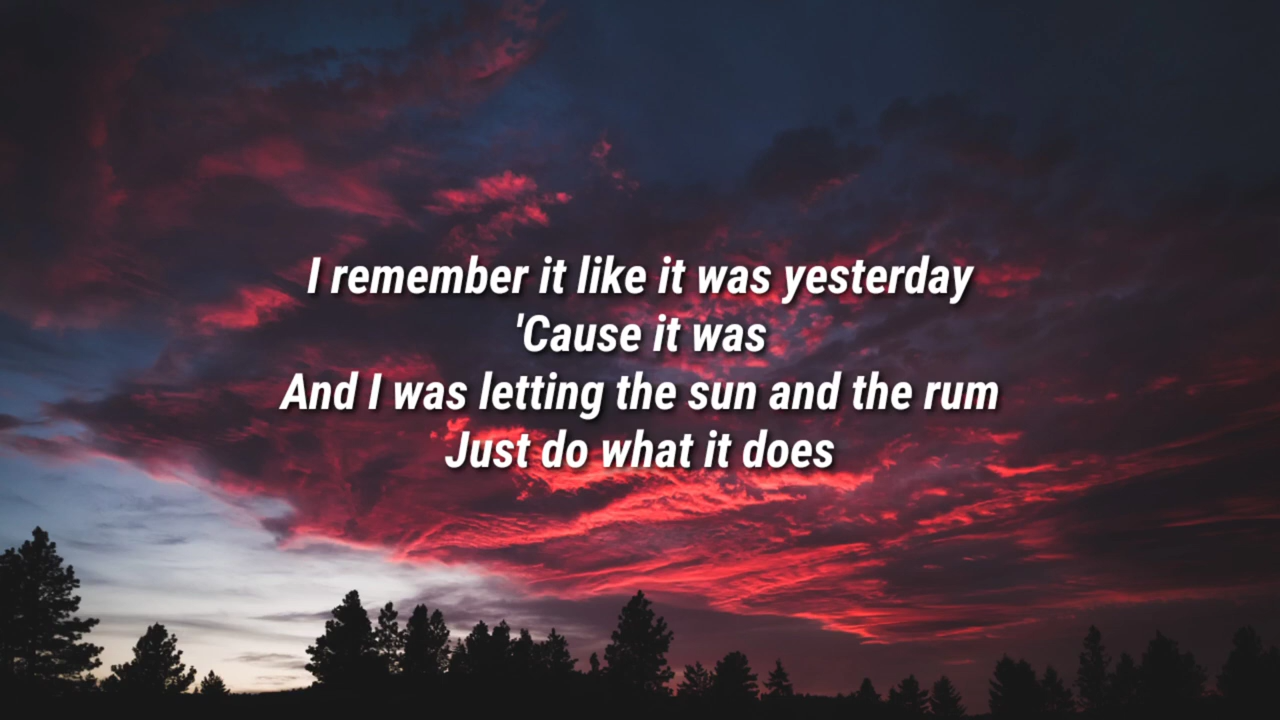 I remember it like it was yesterday
'Cause it was
And I was letting the sun and the rum
Just do what it does